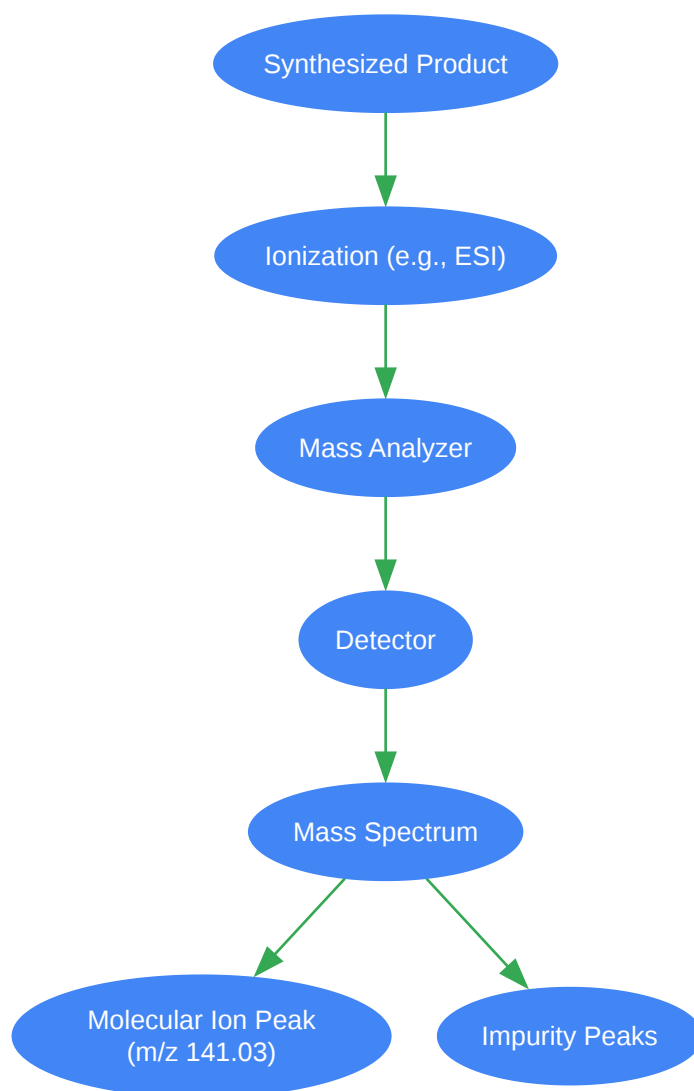 Synthesized Product
Ionization (e.g., ESI)
Mass Analyzer
Detector
Mass Spectrum
Molecular Ion Peak
(m/z 141.03)
Impurity Peaks